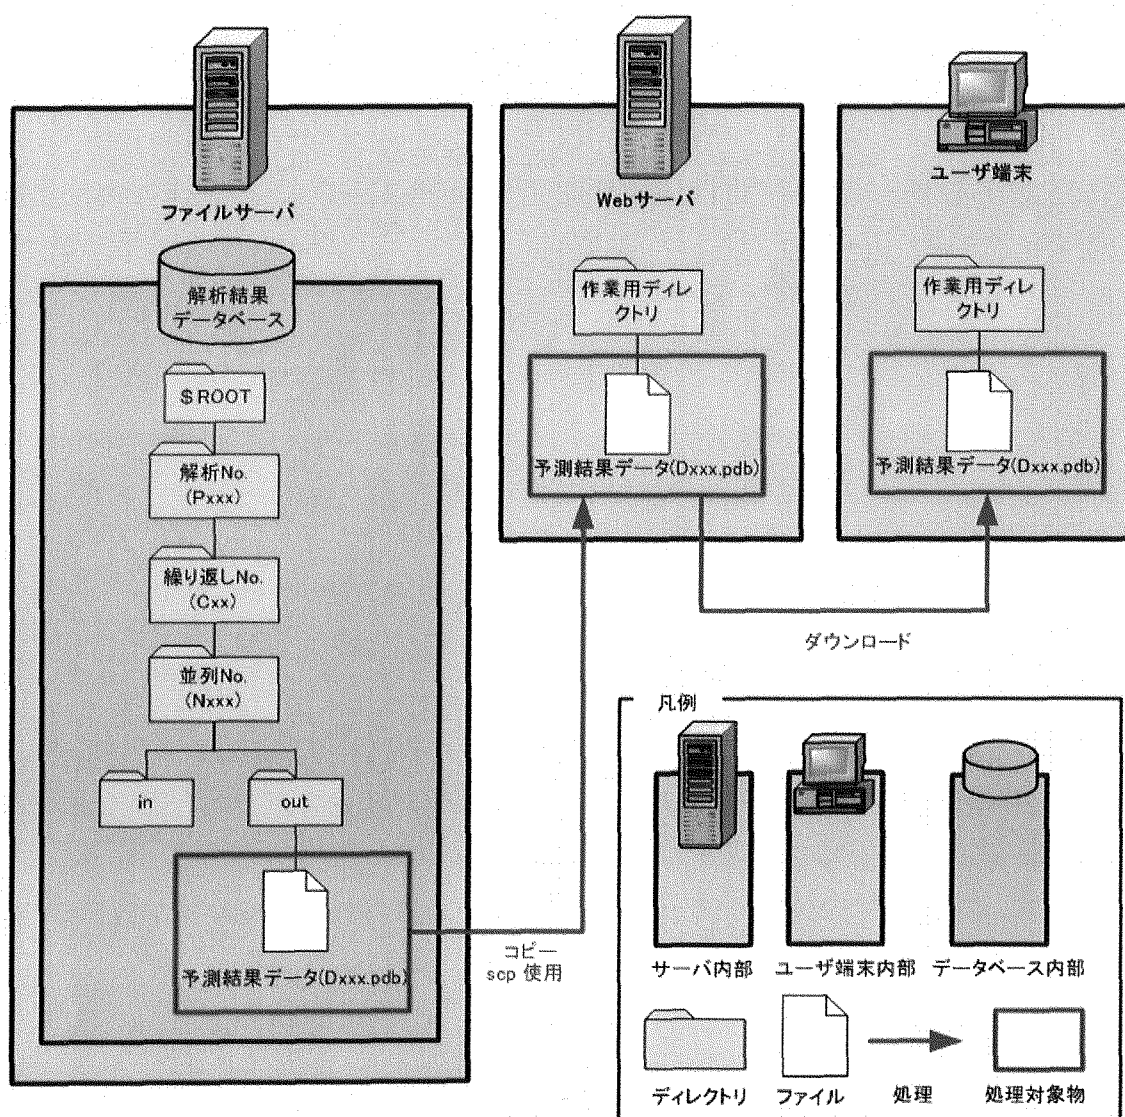 ファイルサーバ
解析結果
データベース
$ROOT
解析No.
(Pxxx)
繰り返しNo.
(Cxx)
並列No.
(Nxxx)
in
out
予測結果データ(Dxxx.pdb)
コピー
scp 使用
Webサーバ
作業用ディレ
クトリ
予測結果データ(Dxxx.pdb)
ダウンロード
ユーザ端末
作業用ディレ
クトリ
予測結果データ(Dxxx.pdb)
凡例
サーバ内部
ユーザ端末内部
データベース内部
ディレクトリ
ファイル
処理
処理対象物